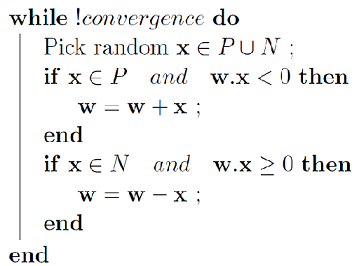 while !convergence do
Pick random x ∈ P ∪ N ;
if x ∈ P and w.x < 0 then
w = w + x ;
end
if x ∈ N and w.x ≥ 0 then
w = w − x ;
end
end